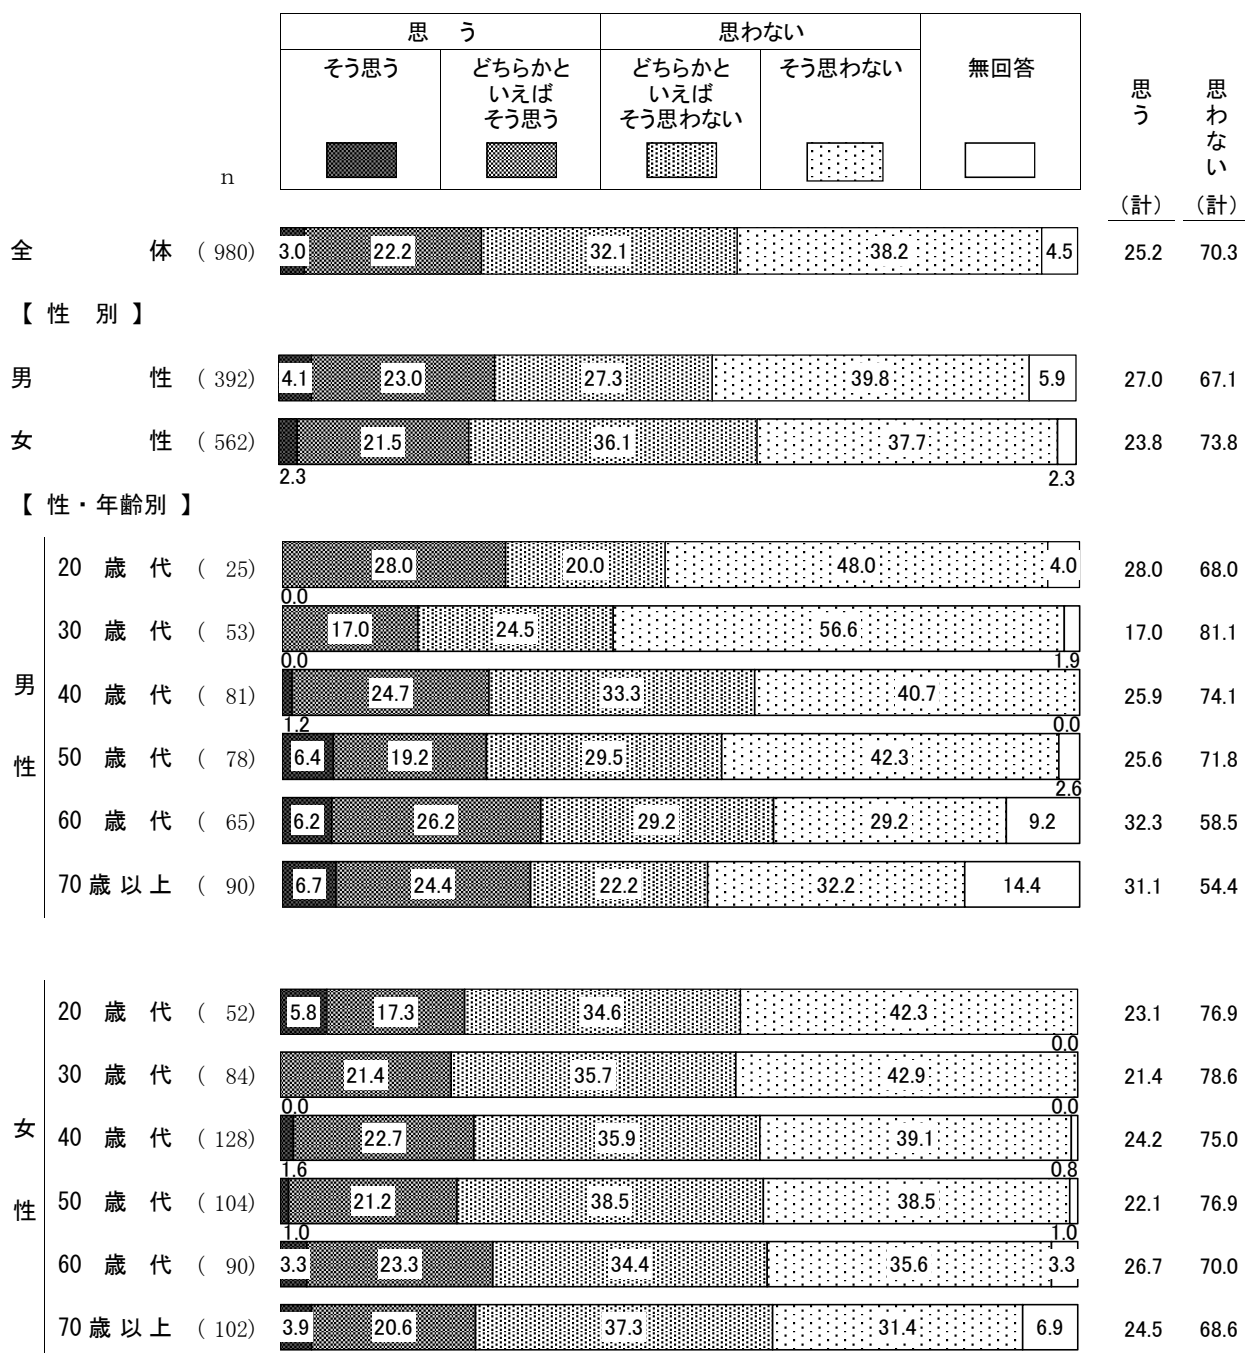 思 う 思わない
そう思う どちらかと どちらかと そう思わない 無回答
いえば いえば
そう思う そう思わない
思う 思わない
n
（計） （計）
全 体 ( 980) 3.0 22.2 32.1 38.2 4.5 25.2 70.3
【 性 別 】
男 性 ( 392) 4.1 23.0 27.3 39.8 5.9 27.0 67.1
女 性 ( 562) 21.5 36.1 37.7 23.8 73.8
2.3 2.3
【 性・年齢別 】
男性
20 歳 代 ( 25) 28.0 20.0 48.0 4.0 28.0 68.0
0.0
30 歳 代 ( 53) 17.0 24.5 56.6 17.0 81.1
0.0 1.9
40 歳 代 ( 81) 24.7 33.3 40.7 25.9 74.1
1.2 0.0
50 歳 代 ( 78) 6.4 19.2 29.5 42.3 25.6 71.8
2.6
60 歳 代 ( 65) 6.2 26.2 29.2 29.2 9.2 32.3 58.5
70 歳 以 上 ( 90) 6.7 24.4 22.2 32.2 14.4 31.1 54.4
女性
20 歳 代 ( 52) 5.8 17.3 34.6 42.3 23.1 76.9
0.0
30 歳 代 ( 84) 21.4 35.7 42.9 21.4 78.6
0.0 0.0
40 歳 代 ( 128) 22.7 35.9 39.1 24.2 75.0
1.6 0.8
50 歳 代 ( 104) 21.2 38.5 38.5 22.1 76.9
1.0 1.0
60 歳 代 ( 90) 3.3 23.3 34.4 35.6 3.3 26.7 70.0
70 歳 以 上 ( 102) 3.9 20.6 37.3 31.4 6.9 24.5 68.6